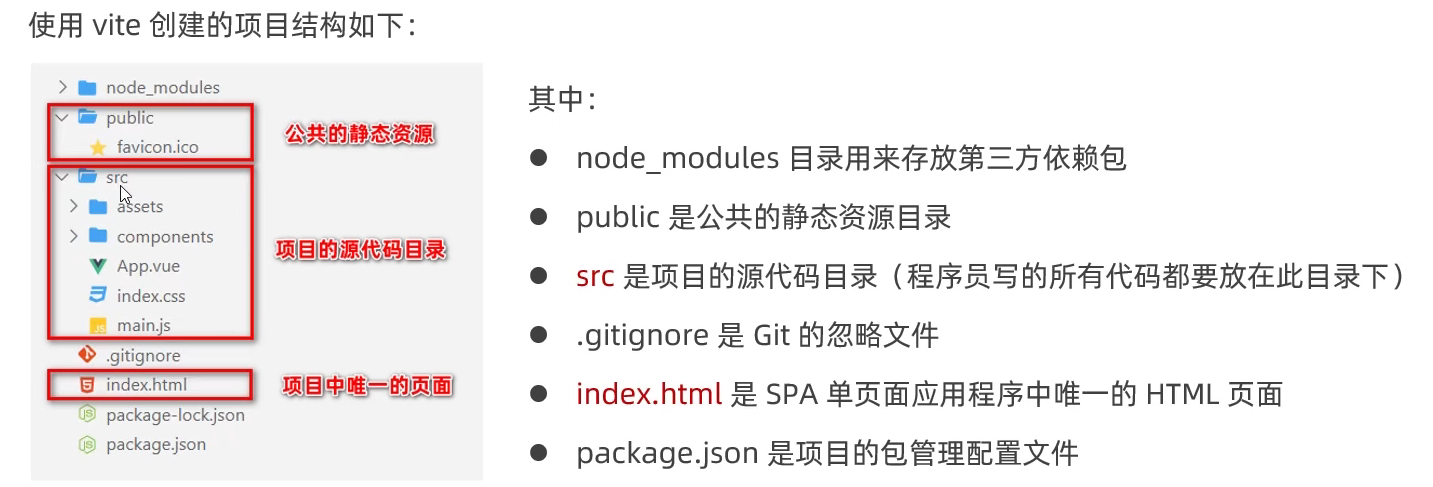 使用 vite 创建的项目结构如下：
node_modules
public
favicon.ico
公共的静态资源
src
assets
components
项目的源代码目录
App.vue
index.css
main.js
.gitignore
index.html
项目中唯一的页面
package-lock.json
package.json
其中：
● node_modules 目录用来存放第三方依赖包
● public 是公共的静态资源目录
● src 是项目的源代码目录（程序员写的所有代码都要放在此目录下）
● .gitignore 是 Git 的忽略文件
● index.html 是 SPA 单页面应用程序中唯一的 HTML 页面
● package.json 是项目的包管理配置文件